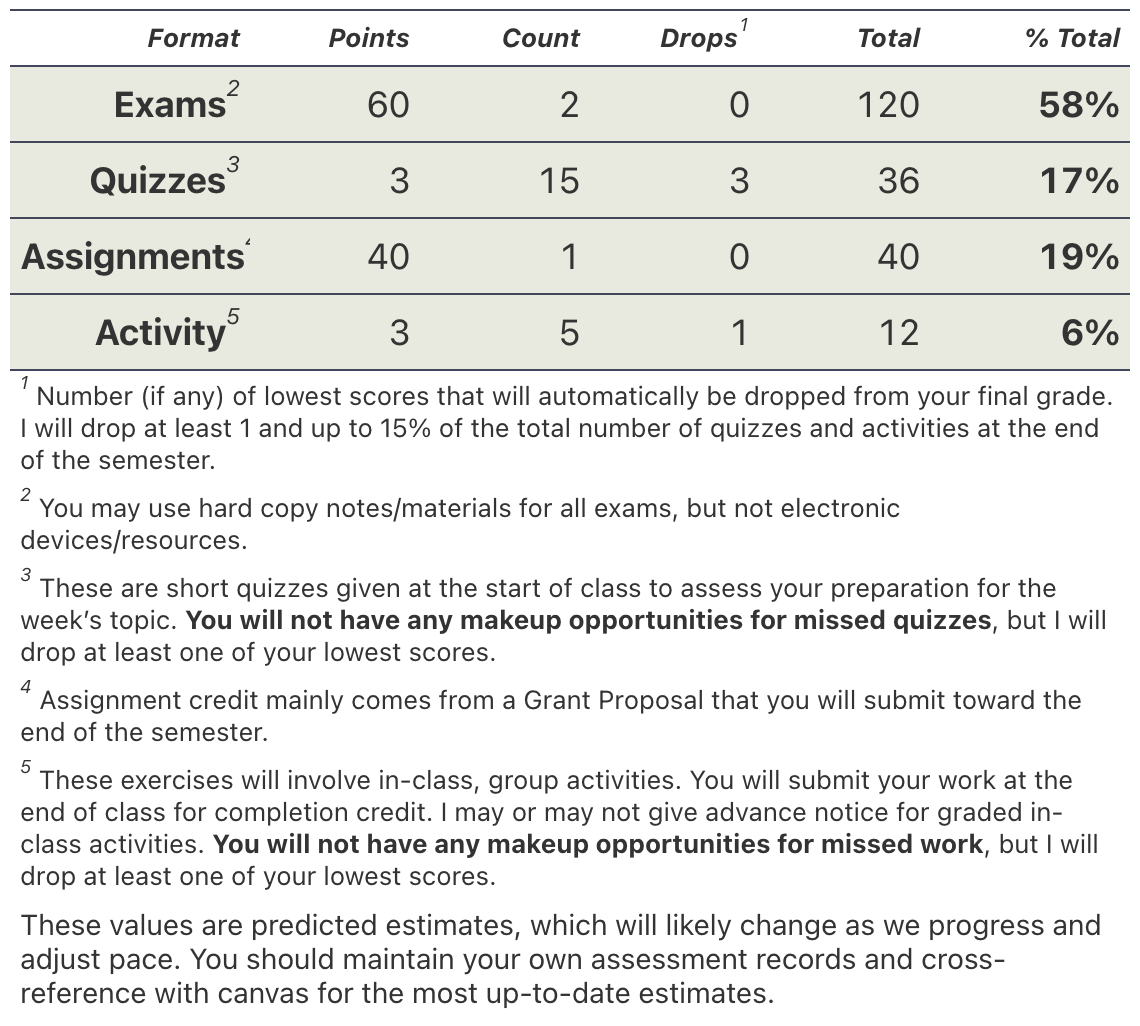 Format Points Count Drops¹ Total % Total
Exams² 60 2 0 120 58%
Quizzes³ 3 15 3 36 17%
Assignments⁴ 40 1 0 40 19%
Activity⁵ 3 5 1 12 6%
¹ Number (if any) of lowest scores that will automatically be dropped from your final grade.
I will drop at least 1 and up to 15% of the total number of quizzes and activities at the end
of the semester.
² You may use hard copy notes/materials for all exams, but not electronic
devices/resources.
³ These are short quizzes given at the start of class to assess your preparation for the
week’s topic. You will not have any makeup opportunities for missed quizzes, but I will
drop at least one of your lowest scores.
⁴ Assignment credit mainly comes from a Grant Proposal that you will submit toward the
end of the semester.
⁵ These exercises will involve in-class, group activities. You will submit your work at the
end of class for completion credit. I may or may not give advance notice for graded in-
class activities. You will not have any makeup opportunities for missed work, but I will
drop at least one of your lowest scores.
These values are predicted estimates, which will likely change as we progress and
adjust pace. You should maintain your own assessment records and cross-
reference with canvas for the most up-to-date estimates.